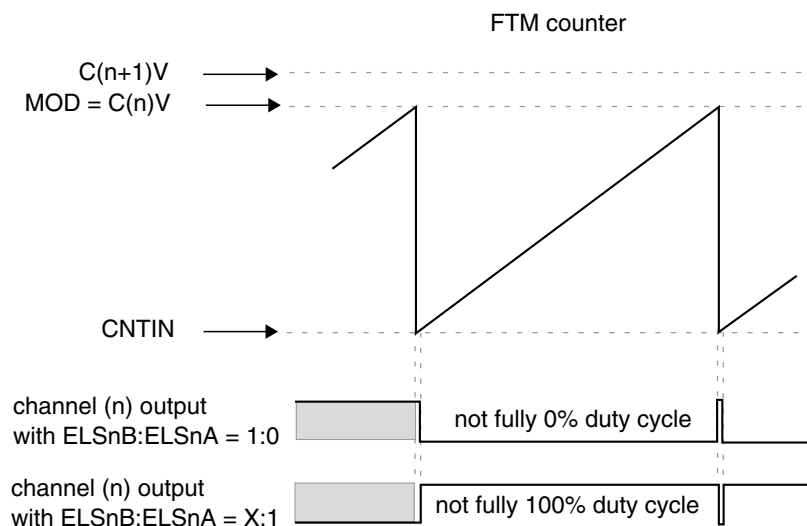 FTM counter
C(n+1)V
MOD = C(n)V
CNTIN
channel (n) output
with ELSnB:ELSnA = 1:0
not fully 0% duty cycle
channel (n) output
with ELSnB:ELSnA = X:1
not fully 100% duty cycle